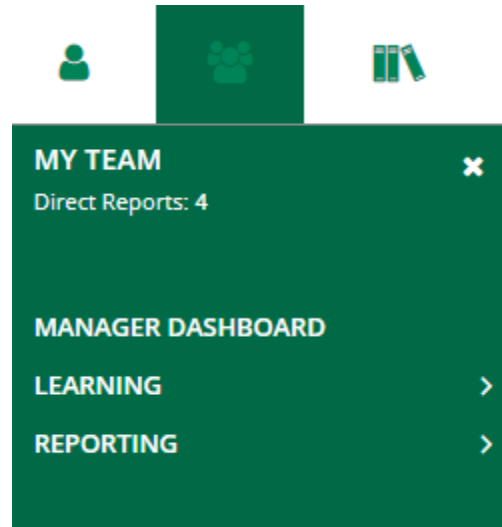 MY TEAM
Direct Reports: 4
MANAGER DASHBOARD
LEARNING
REPORTING